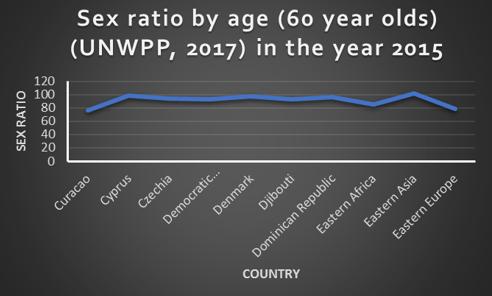 Sex ratio by age (60 year olds)
(UNWPP, 2017) in the year 2015
SEX RATIO
120
100
80
60
40
20
0
Curacao
Cyprus
Czechia
Democratic...
Denmark
Djibouti
Dominican Republic
Eastern Africa
Eastern Asia
Eastern Europe
COUNTRY